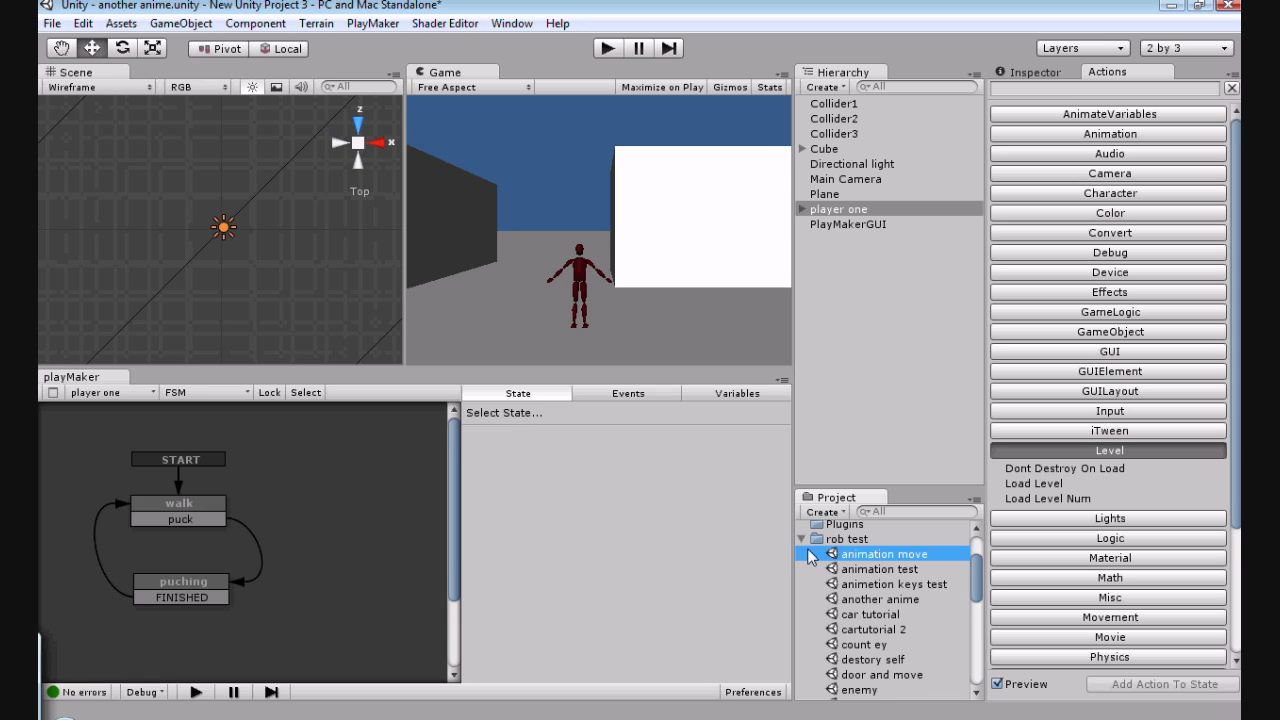 Unity - another anime.unity - New Unity Project 3 - PC and Mac Standalone*
File Edit Assets GameObject Component Terrain PlayMaker Shader Editor Window Help
Pivot Local Layers 2 by 3
Scene
Wireframe RGB All
z
x
Top
Game
Free Aspect Maximize on Play Gizmos Stats
Hierarchy
Create All
Collider1
Collider2
Collider3
Cube
Directional light
Main Camera
Plane
player one
PlayMakerGUI
Inspector Actions
AnimateVariables
Animation
Audio
Camera
Character
Color
Convert
Debug
Device
Effects
GameLogic
GameObject
GUI
GUIElement
GUILayout
Input
iTween
Level
Dont Destroy On Load
Load Level
Load Level Num
Lights
Logic
Material
Math
Misc
Movement
Movie
Physics
Preview Add Action To State
playMaker
player one FSM Lock Select State Events Variables
Select State...
START
walk
puck
puching
FINISHED
No errors Debug Preferences
Project
Create All
Plugins
rob test
animation move
animation test
animetion keys test
another anime
car tutorial
cartutorial 2
count ey
destory self
door and move
enemy